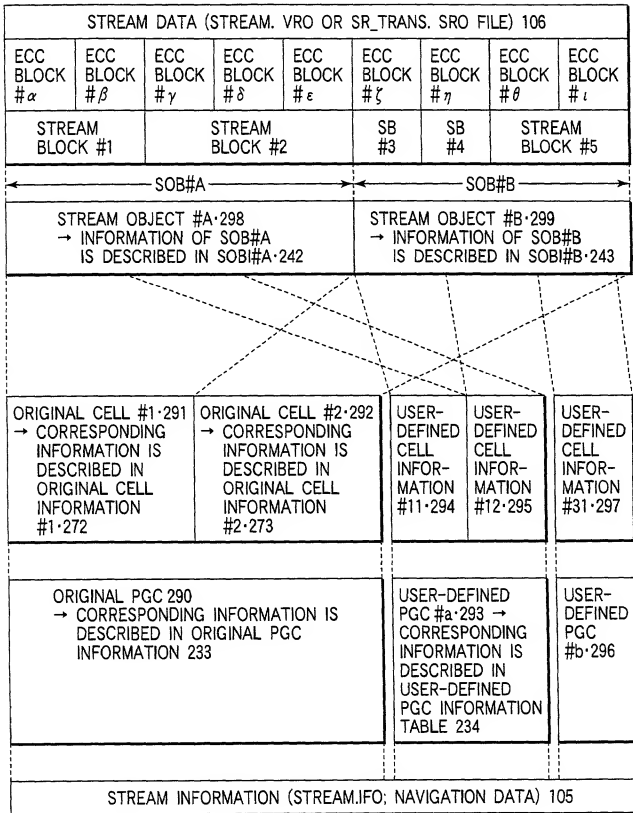 STREAM DATA (STREAM. VRO OR SR_TRANS. SRO FILE) 106
ECC BLOCK #α
ECC BLOCK #β
ECC BLOCK #γ
ECC BLOCK #δ
ECC BLOCK #ε
ECC BLOCK #ζ
ECC BLOCK #η
ECC BLOCK #θ
ECC BLOCK #ι
STREAM BLOCK #1
STREAM BLOCK #2
SB #3
SB #4
STREAM BLOCK #5
SOB#A
SOB#B
STREAM OBJECT #A·298
→ INFORMATION OF SOB#A
IS DESCRIBED IN SOBI#A·242
STREAM OBJECT #B·299
→ INFORMATION OF SOB#B
IS DESCRIBED IN SOBI#B·243
ORIGINAL CELL #1·291
→ CORRESPONDING
INFORMATION IS
DESCRIBED IN
ORIGINAL CELL
INFORMATION
#1·272
ORIGINAL CELL #2·292
→ CORRESPONDING
INFORMATION IS
DESCRIBED IN
ORIGINAL CELL
INFORMATION
#2·273
USER-
DEFINED
CELL
INFOR-
MATION
#11·294
USER-
DEFINED
CELL
INFOR-
MATION
#12·295
USER-
DEFINED
CELL
INFOR-
MATION
#31·297
ORIGINAL PGC 290
→ CORRESPONDING INFORMATION IS
DESCRIBED IN ORIGINAL PGC
INFORMATION 233
USER-DEFINED
PGC #a·293 →
CORRESPONDING
INFORMATION IS
DESCRIBED IN
USER-DEFINED
PGC INFORMATION
TABLE 234
USER-
DEFINED
PGC
#b·296
STREAM INFORMATION (STREAM.IFO; NAVIGATION DATA) 105